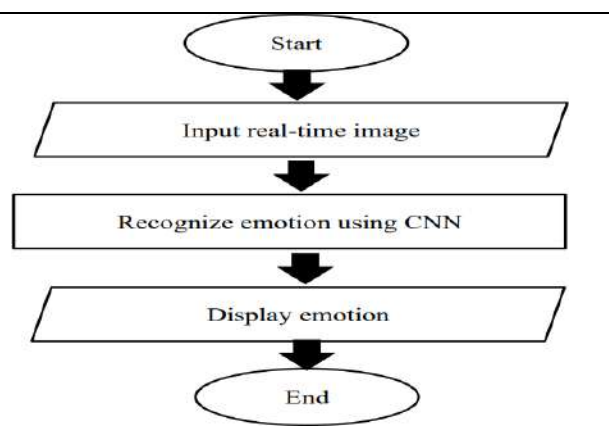 Start
Input real-time image
Recognize emotion using CNN
Display emotion
End